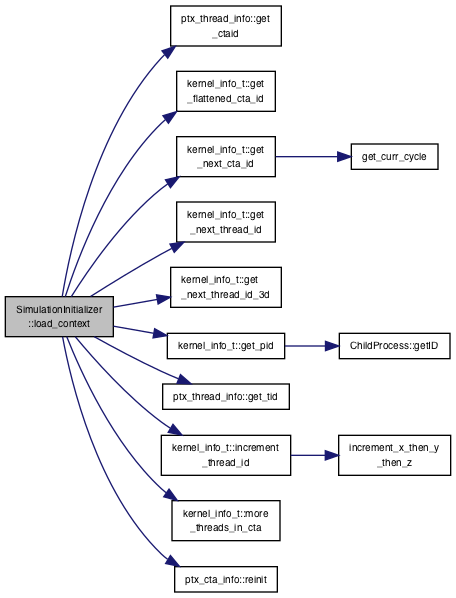 ptx_thread_info::get
_ctaid
kernel_info_t::get
_flattened_cta_id
kernel_info_t::get
_next_cta_id
get_curr_cycle
kernel_info_t::get
_next_thread_id
kernel_info_t::get
_next_thread_id_3d
SimulationInitializer
::load_context
kernel_info_t::get_pid
ChildProcess::getID
ptx_thread_info::get_tid
kernel_info_t::increment
_thread_id
increment_x_then_y
_then_z
kernel_info_t::more
_threads_in_cta
ptx_cta_info::reinit